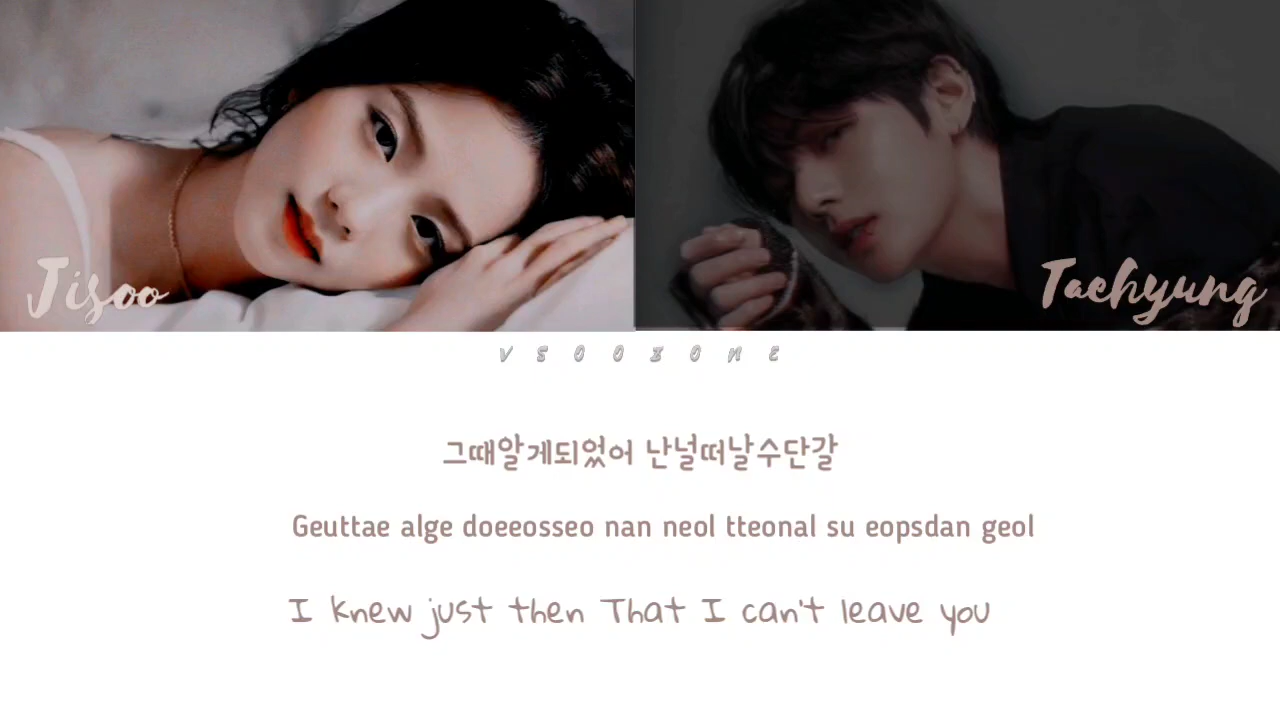 Jisoo
Taehyung
VSOOZONE
그때알게되었어 난널떠날수단갈
Geuttae alge doeeosseo nan neol tteonal su eopsdan geol
I knew just then That I can't leave you